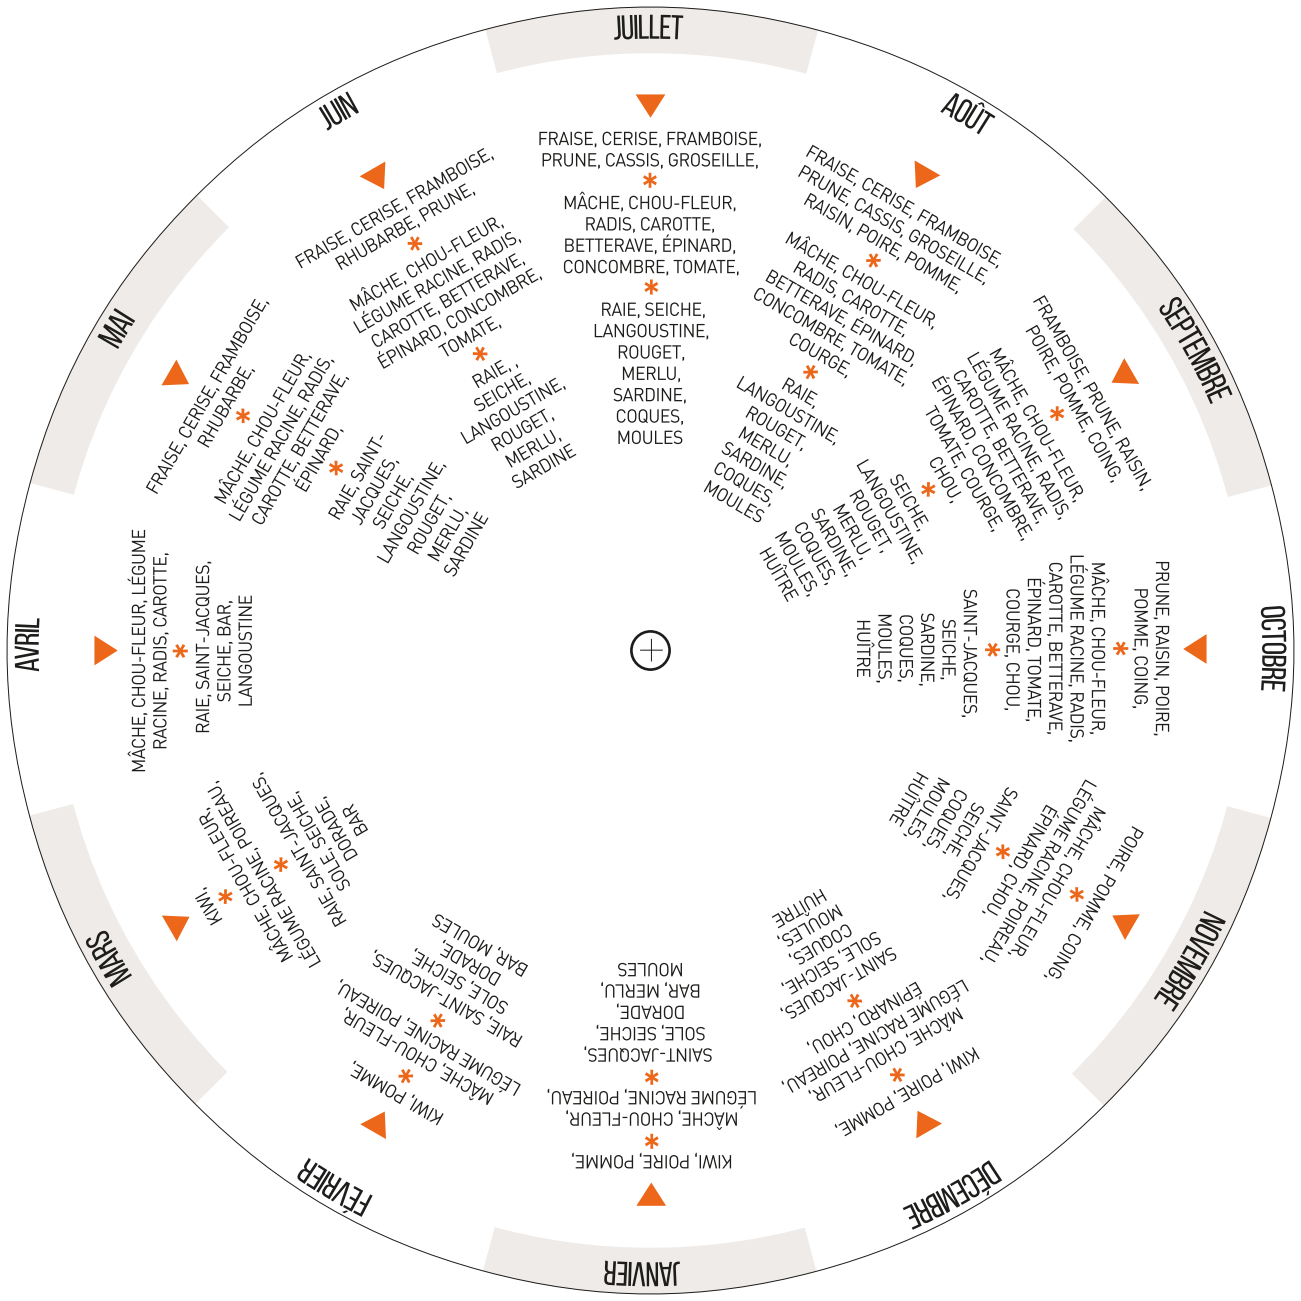 JUILLET
FRAISE, CERISE, FRAMBOISE,
PRUNE, CASSIS, GROSEILLE,
*
MÂCHE, CHOU-FLEUR,
RADIS, CAROTTE,
BETTERAVE, ÉPINARD,
CONCOMBRE, TOMATE,
*
RAIE, SEICHE,
LANGOUSTINE,
ROUGET,
MERLU,
SARDINE,
COQUES,
MOULES
AOÛT
FRAISE, CERISE, FRAMBOISE,
PRUNE, CASSIS, GROSEILLE,
RAISIN, POIRE, POMME,
*
MÂCHE, CHOU-FLEUR,
RADIS, CAROTTE,
BETTERAVE, ÉPINARD,
CONCOMBRE, TOMATE,
COURGE,
*
RAIE,
LANGOUSTINE,
ROUGET,
MERLU,
SARDINE,
COQUES,
MOULES
SEPTEMBRE
FRAMBOISE, PRUNE, RAISIN,
POIRE, POMME, COING,
*
MÂCHE, CHOU-FLEUR,
LÉGUME RACINE, RADIS,
CAROTTE, BETTERAVE,
ÉPINARD, CONCOMBRE,
TOMATE, COURGE,
CHOU,
*
SEICHE,
LANGOUSTINE,
ROUGET,
MERLU,
SARDINE,
COQUES,
MOULES,
HUÎTRE
OCTOBRE
PRUNE, RAISIN, POIRE,
POMME, COING,
*
MÂCHE, CHOU-FLEUR,
LÉGUME RACINE, RADIS,
CAROTTE, BETTERAVE,
ÉPINARD, TOMATE,
COURGE, CHOU,
*
SAINT-JACQUES,
SEICHE,
SARDINE,
COQUES,
MOULES,
HUÎTRE
NOVEMBRE
POIRE, POMME, COING,
*
MÂCHE, CHOU-FLEUR,
LÉGUME RACINE, POIREAU,
ÉPINARD, CHOU,
*
SAINT-JACQUES,
SEICHE,
COQUES,
MOULES,
HUÎTRE,
DÉCEMBRE
KIWI, POIRE, POMME,
*
MÂCHE, CHOU-FLEUR,
LÉGUME RACINE, POIREAU,
ÉPINARD, CHOU,
*
SAINT-JACQUES,
SOLE, SEICHE,
COQUES,
MOULES,
HUÎTRE
JANVIER
KIWI, POIRE, POMME,
*
MÂCHE, CHOU-FLEUR,
LÉGUME RACINE, POIREAU,
*
SAINT-JACQUES,
SOLE, SEICHE,
DORADE,
BAR, MERLU,
MOULES
FÉVRIER
KIWI, POMME,
*
MÂCHE, CHOU-FLEUR,
LÉGUME RACINE, POIREAU,
*
RAIE, SAINT-JACQUES,
SOLE, SEICHE,
DORADE,
BAR, MOULES
MARS
KIWI,
*
MÂCHE, CHOU-FLEUR,
LÉGUME RACINE, POIREAU,
*
RAIE, SAINT-JACQUES,
SOLE, SEICHE,
DORADE,
BAR
AVRIL
MÂCHE, CHOU-FLEUR, LÉGUME
RACINE, RADIS, CAROTTE,
*
RAIE, SAINT-JACQUES,
SEICHE, BAR,
LANGOUSTINE
MAI
FRAISE, CERISE, FRAMBOISE,
RHUBARBE,
*
MÂCHE, CHOU-FLEUR,
LÉGUME RACINE, RADIS,
CAROTTE, BETTERAVE,
ÉPINARD,
*
RAIE, SAINT-
JACQUES,
SEICHE,
LANGOUSTINE,
ROUGET,
MERLU,
SARDINE
JUIN
FRAISE, CERISE, FRAMBOISE,
RHUBARBE, PRUNE,
*
MÂCHE, CHOU-FLEUR,
LÉGUME RACINE, RADIS,
CAROTTE, BETTERAVE,
ÉPINARD, CONCOMBRE,
TOMATE,
*
RAIE, ,
SEICHE,
LANGOUSTINE,
ROUGET,
MERLU,
SARDINE